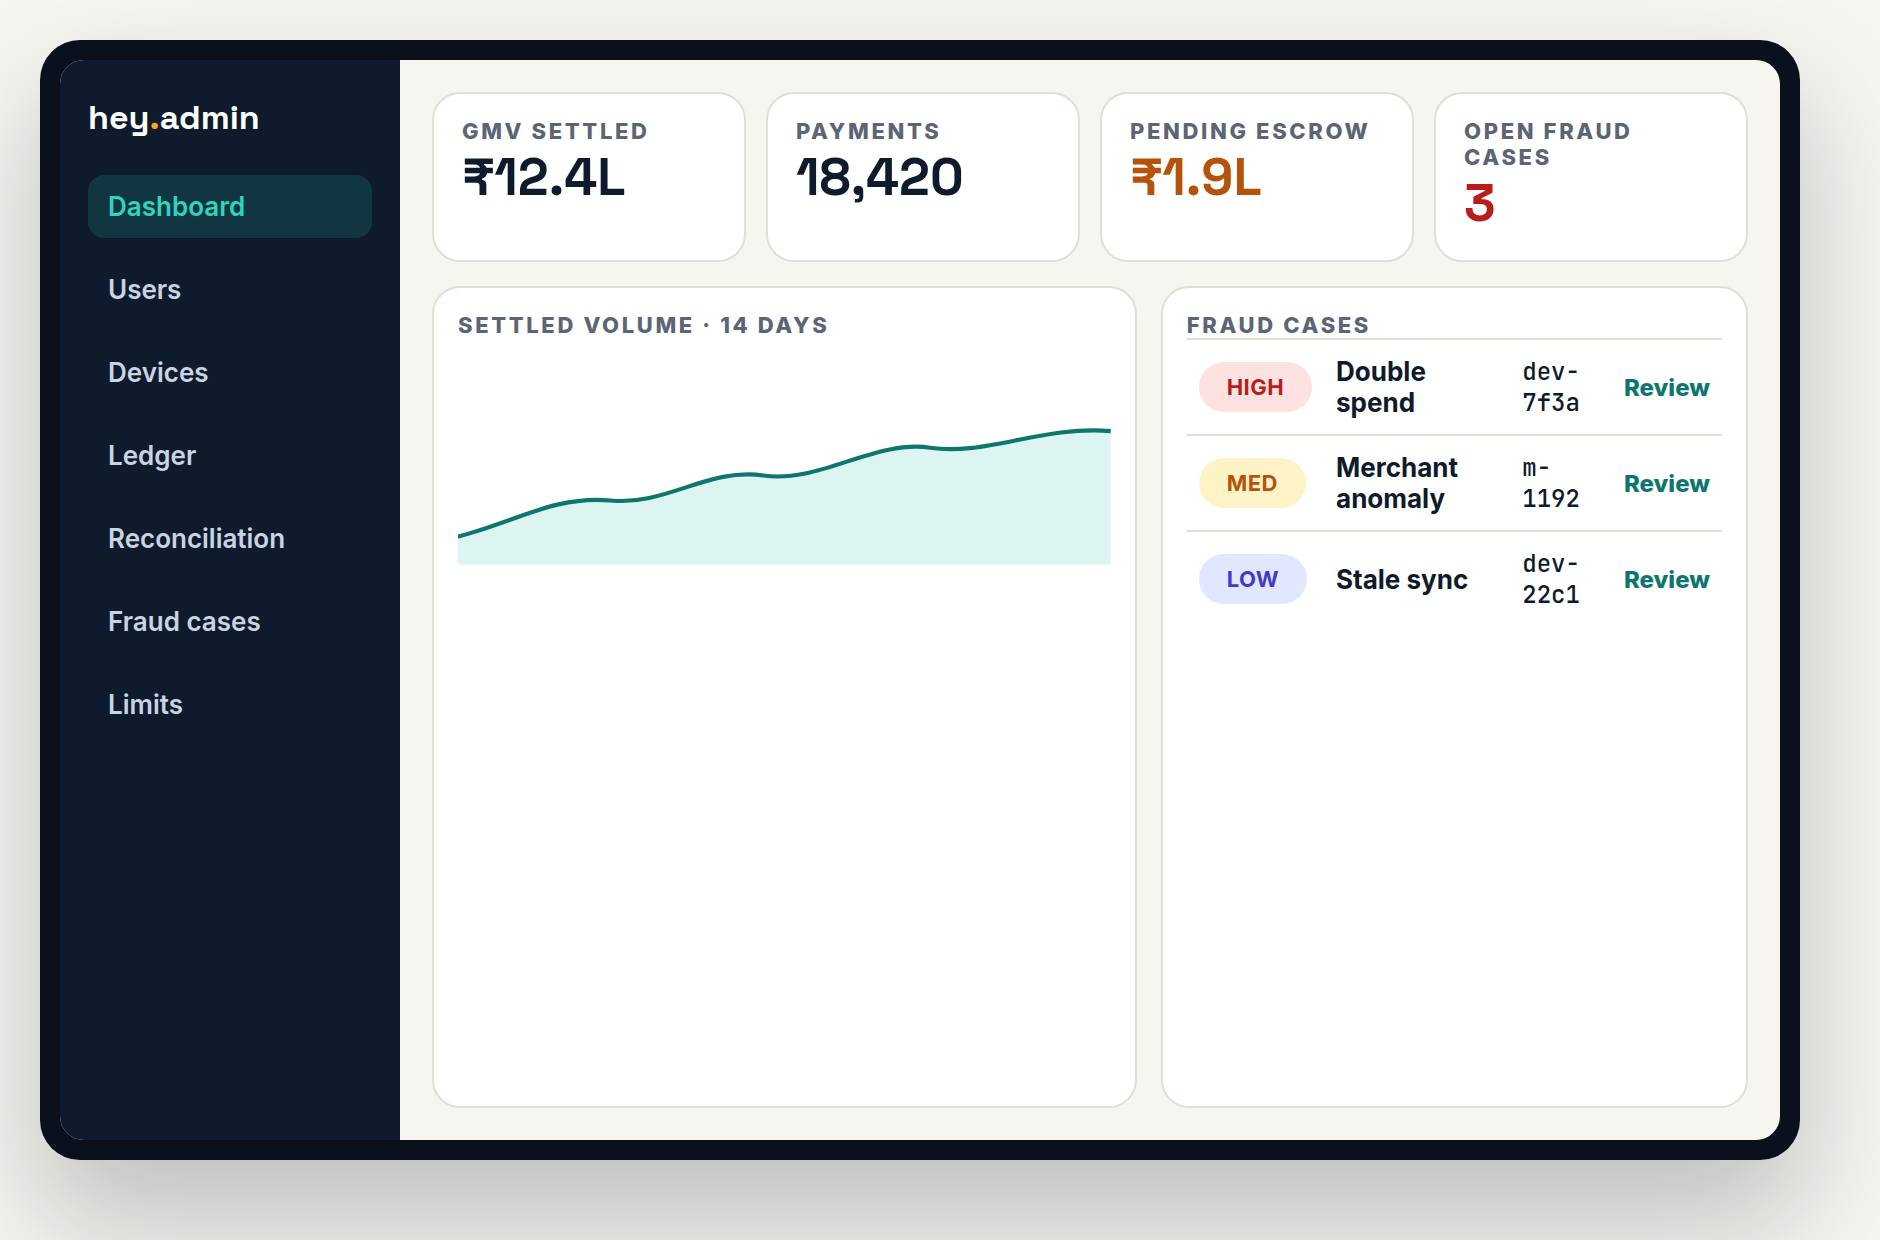 hey.admin
Dashboard
Users
Devices
Ledger
Reconciliation
Fraud cases
Limits
GMV SETTLED
₹12.4L
PAYMENTS
18,420
PENDING ESCROW
₹1.9L
OPEN FRAUD
CASES
3
SETTLED VOLUME · 14 DAYS
FRAUD CASES
HIGH
Double
spend
dev-
7f3a
Review
MED
Merchant
anomaly
m-
1192
Review
LOW
Stale sync
dev-
22c1
Review